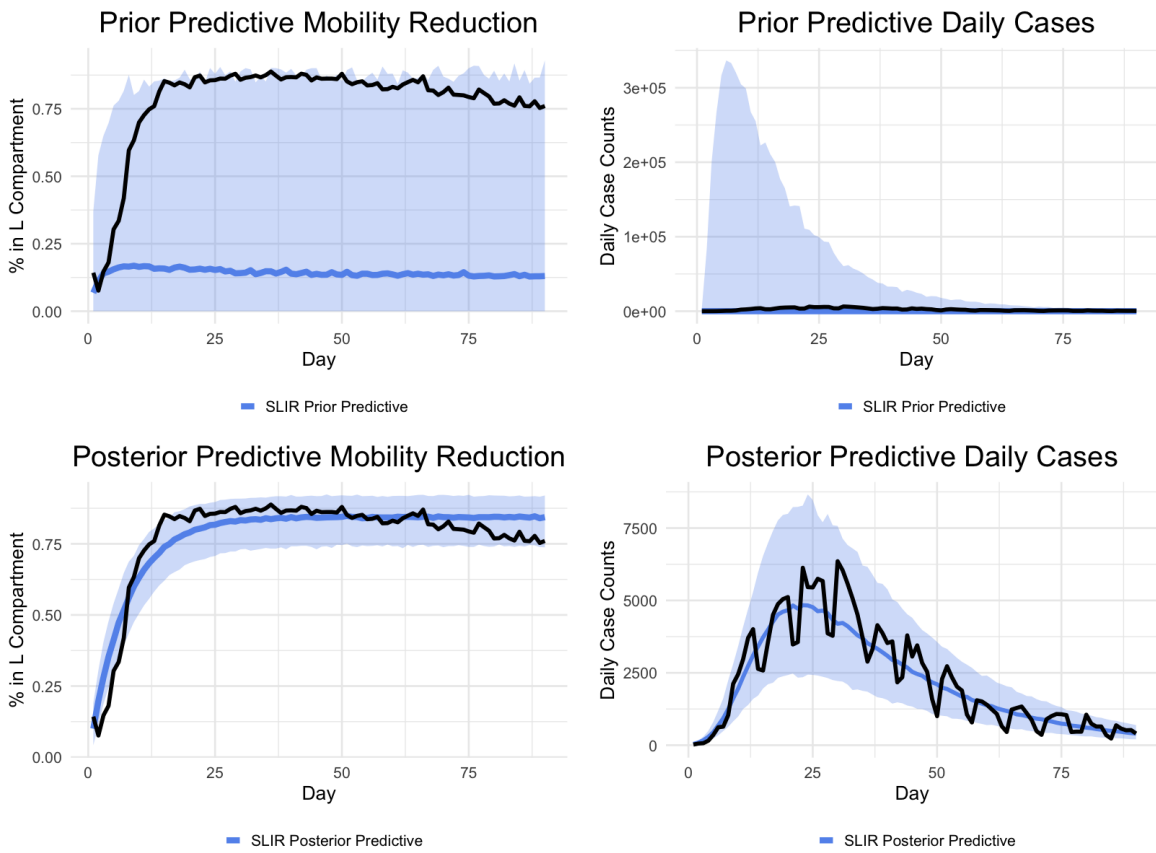 Prior Predictive Mobility Reduction
% in L Compartment
0.75
0.50
0.25
0.00
0
25
50
75
Day
SLIR Prior Predictive
Prior Predictive Daily Cases
Daily Case Counts
3e+05
2e+05
1e+05
0e+00
0
25
50
75
Day
SLIR Prior Predictive
Posterior Predictive Mobility Reduction
% in L Compartment
0.75
0.50
0.25
0.00
0
25
50
75
Day
SLIR Posterior Predictive
Posterior Predictive Daily Cases
Daily Case Counts
7500
5000
2500
0
0
25
50
75
Day
SLIR Posterior Predictive